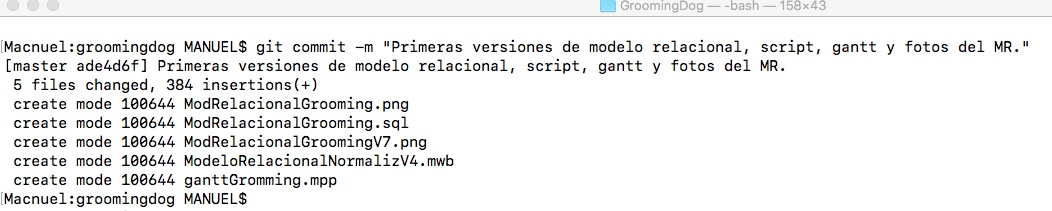 GroomingDog — -bash — 158×43
[Macnuel:groomingdog MANUEL$ git commit -m "Primeras versiones de modelo relacional, script, gantt y fotos del MR."
[master ade4d6f] Primeras versiones de modelo relacional, script, gantt y fotos del MR.
5 files changed, 384 insertions(+)
create mode 100644 ModRelacionalGrooming.png
create mode 100644 ModRelacionalGrooming.sql
create mode 100644 ModRelacionalGroomingV7.png
create mode 100644 ModeloRelacionalNormalizV4.mwb
create mode 100644 ganttGromming.mpp
[Macnuel:groomingdog MANUEL$